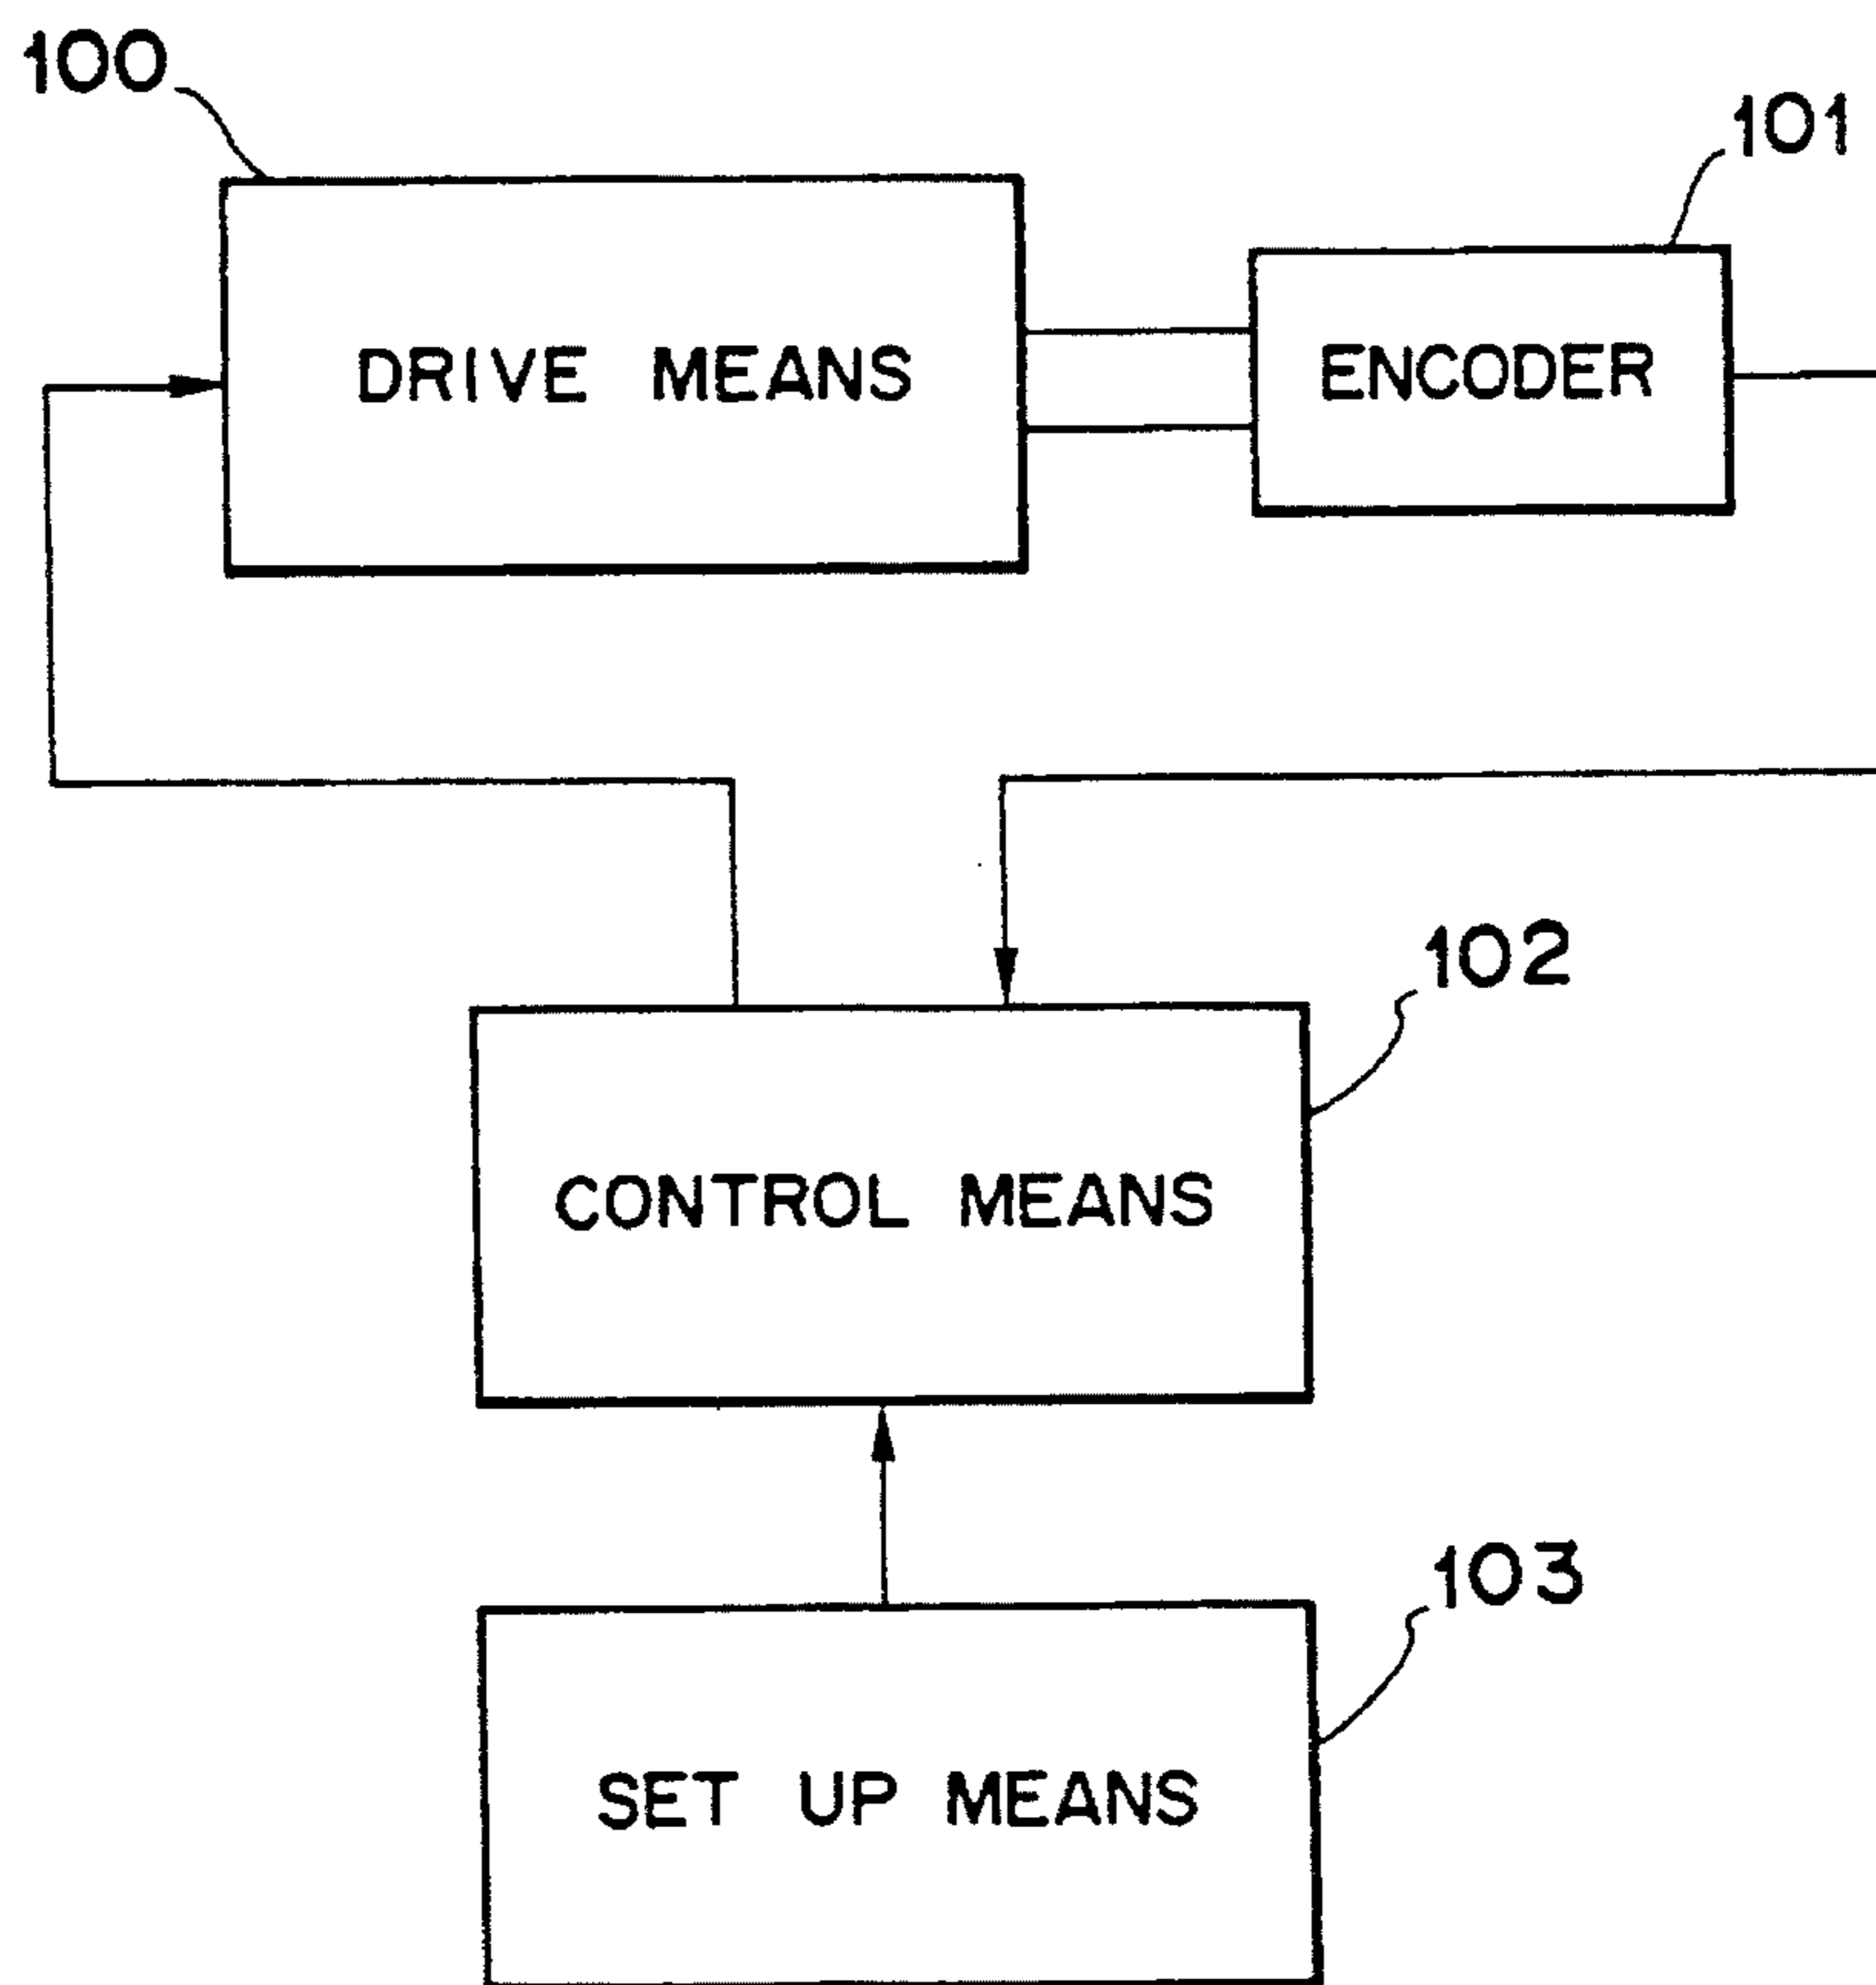 100
101
DRIVE MEANS
ENCODER
102
CONTROL MEANS
103
SET UP MEANS